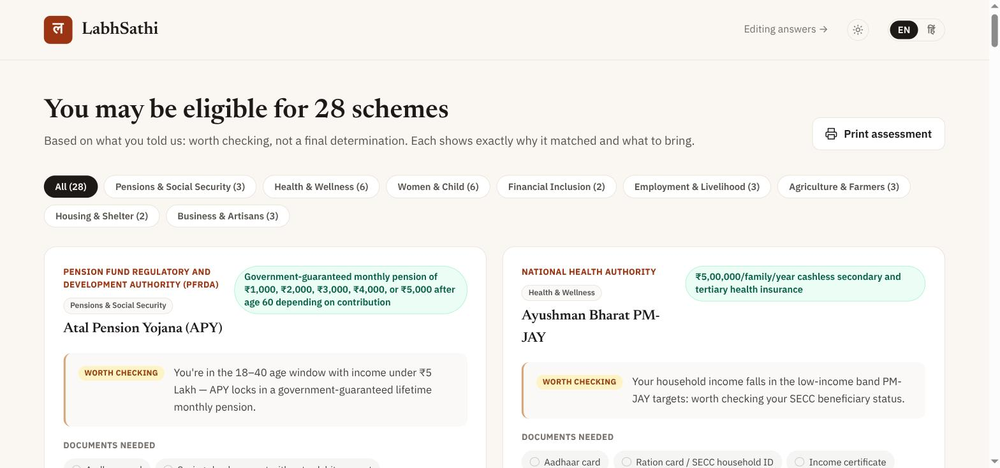 ल LabhSathi
Editing answers →
EN हिं
You may be eligible for 28 schemes
Based on what you told us: worth checking, not a final determination. Each shows exactly why it matched and what to bring.
Print assessment
All (28) Pensions & Social Security (3) Health & Wellness (6) Women & Child (6) Financial Inclusion (2) Employment & Livelihood (3) Agriculture & Farmers (3)
Housing & Shelter (2) Business & Artisans (3)
PENSION FUND REGULATORY AND
DEVELOPMENT AUTHORITY (PFRDA)
Pensions & Social Security
Atal Pension Yojana (APY)
Government-guaranteed monthly pension of
₹1,000, ₹2,000, ₹3,000, ₹4,000, or ₹5,000 after
age 60 depending on contribution
WORTH CHECKING
You're in the 18–40 age window with income under ₹5
Lakh — APY locks in a government-guaranteed lifetime
monthly pension.
DOCUMENTS NEEDED
NATIONAL HEALTH AUTHORITY
Health & Wellness
Ayushman Bharat PM-
JAY
₹5,00,000/family/year cashless secondary and
tertiary health insurance
WORTH CHECKING
Your household income falls in the low-income band PM-
JAY targets: worth checking your SECC beneficiary status.
DOCUMENTS NEEDED
Aadhaar card Ration card / SECC household ID Income certificate